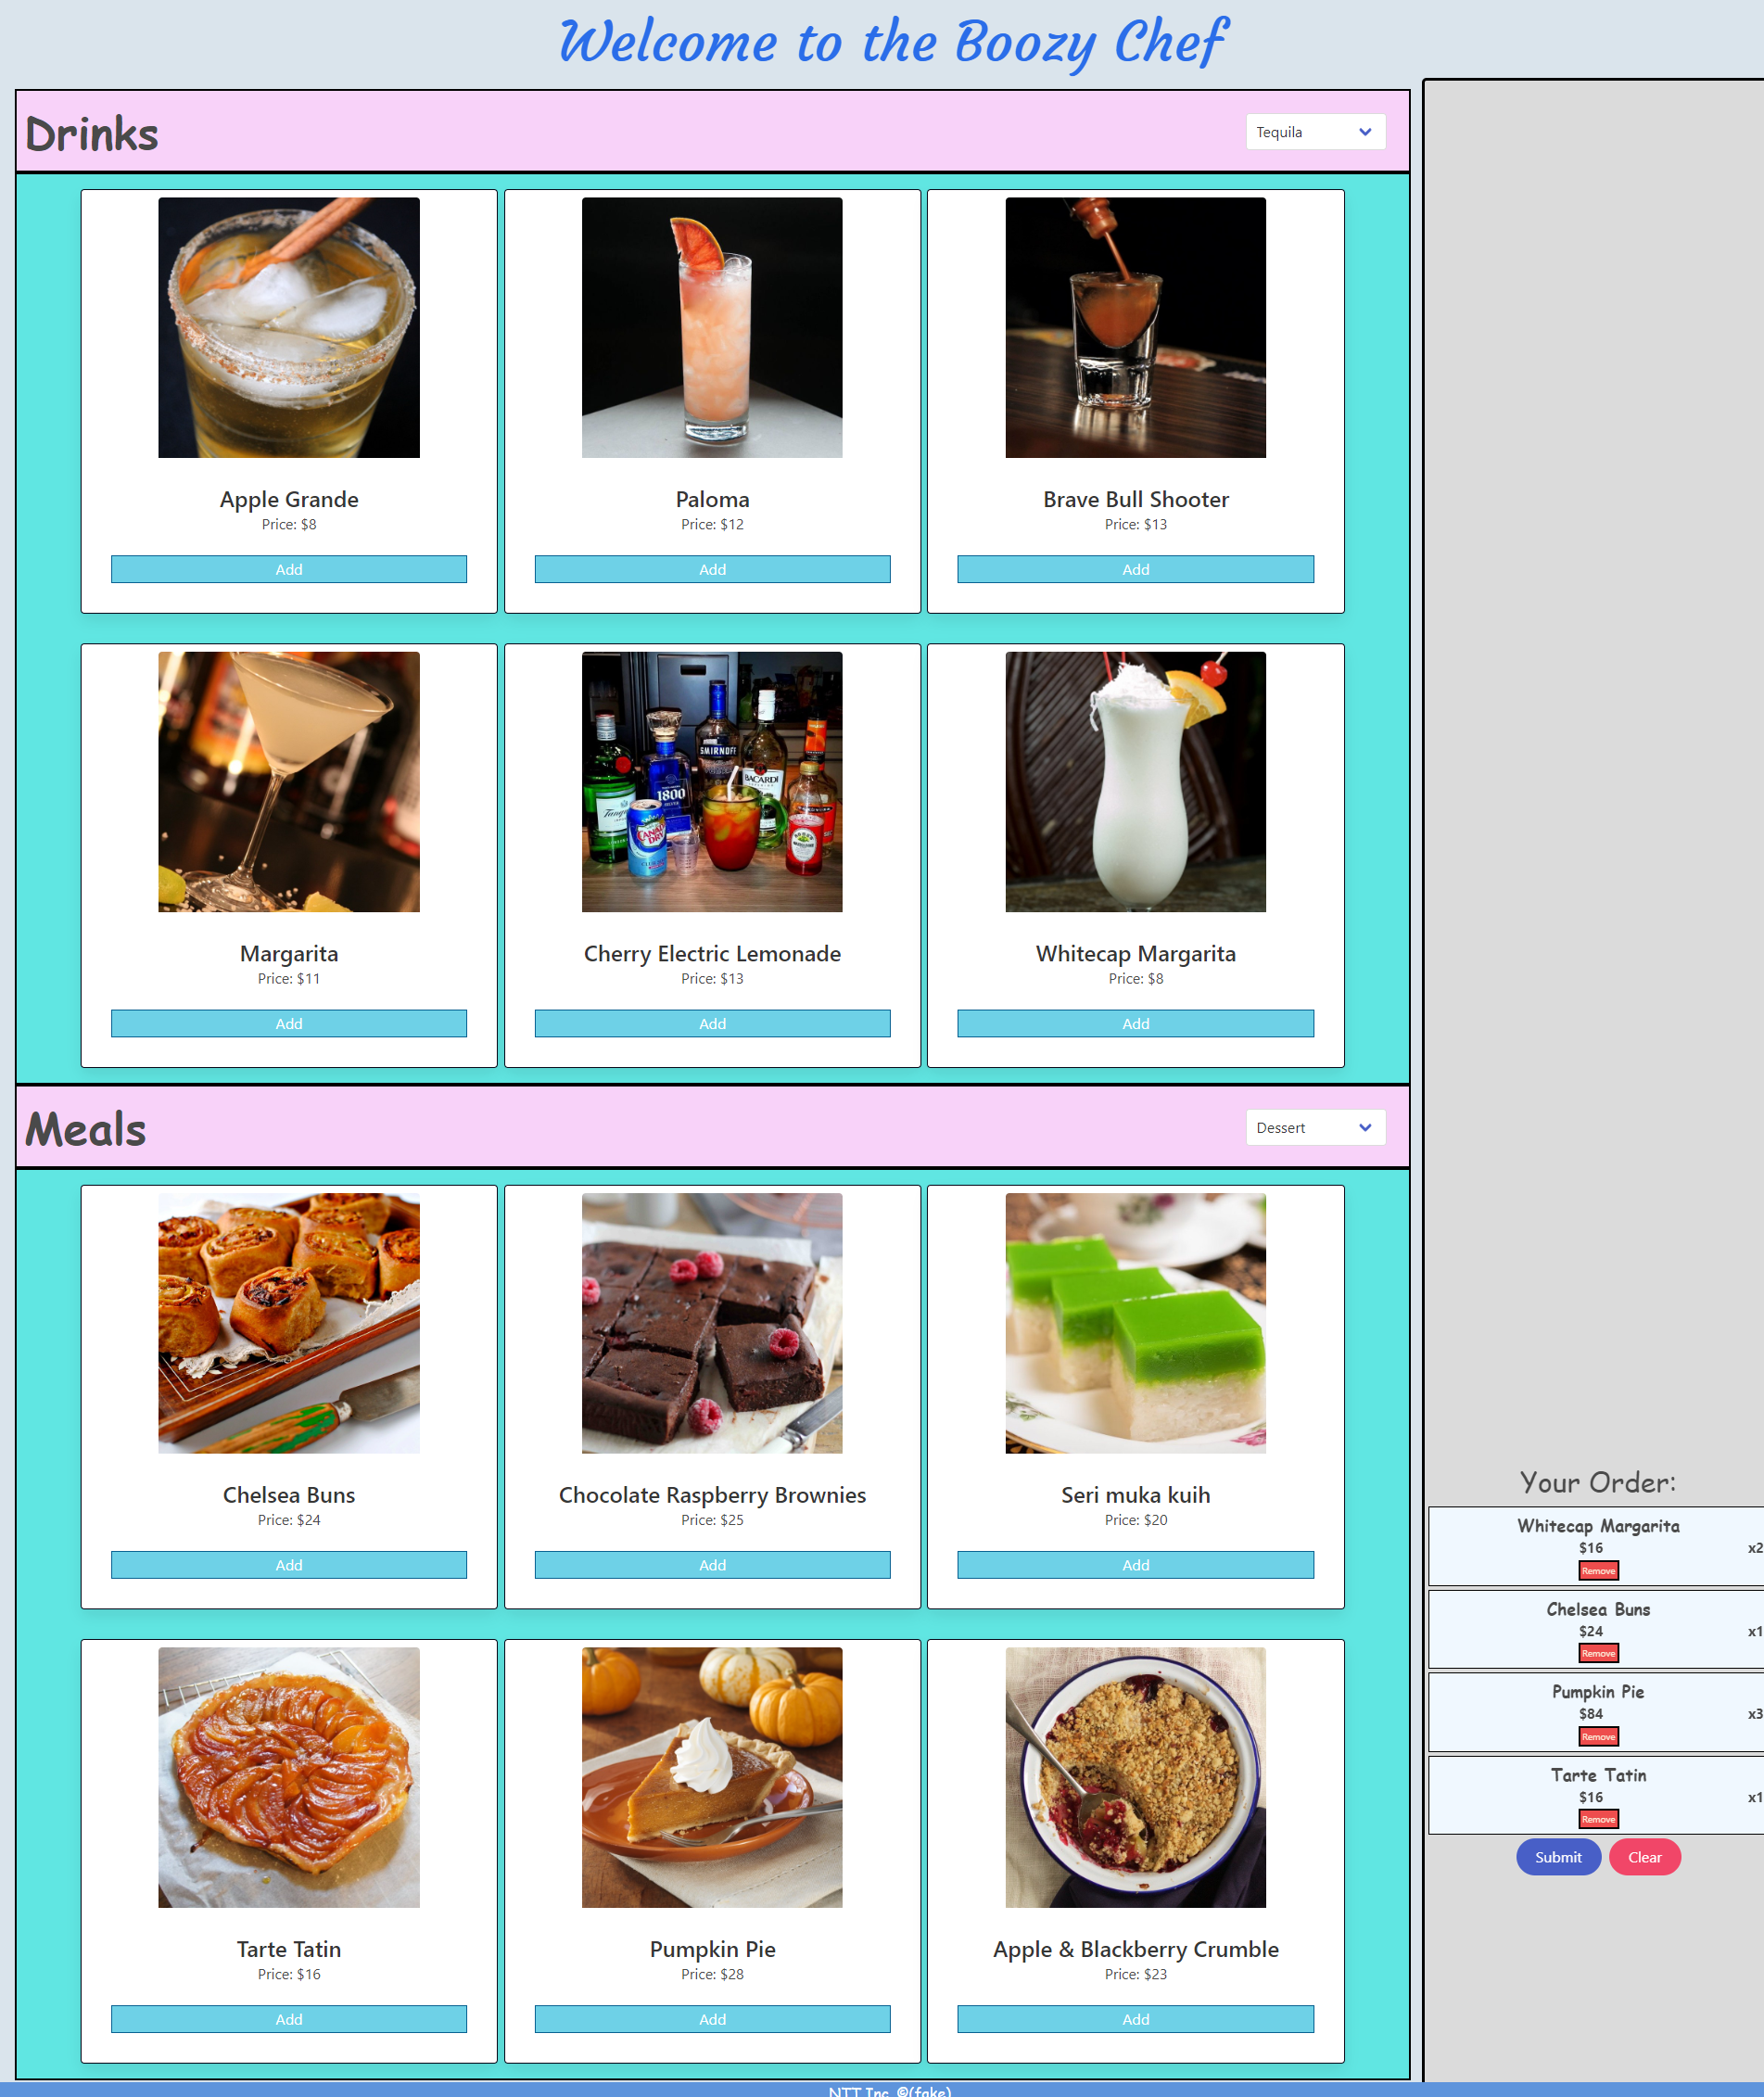 Welcome to the Boozy Chef
Drinks
Tequila
Apple Grande
Price: $8
Add
Paloma
Price: $12
Add
Brave Bull Shooter
Price: $13
Add
SMIRNOFF
BACARDI
1800
CANADA DRY
Margarita
Price: $11
Add
Cherry Electric Lemonade
Price: $13
Add
Whitecap Margarita
Price: $8
Add
Meals
Dessert
Chelsea Buns
Price: $24
Add
Chocolate Raspberry Brownies
Price: $25
Add
Seri muka kuih
Price: $20
Add
Tarte Tatin
Price: $16
Add
Pumpkin Pie
Price: $28
Add
Apple & Blackberry Crumble
Price: $23
Add
Your Order:
Whitecap Margarita
$16 x2
Remove
Chelsea Buns
$24 x1
Remove
Pumpkin Pie
$84 x3
Remove
Tarte Tatin
$16 x1
Remove
Submit Clear
NTT Inc. ©(fake)